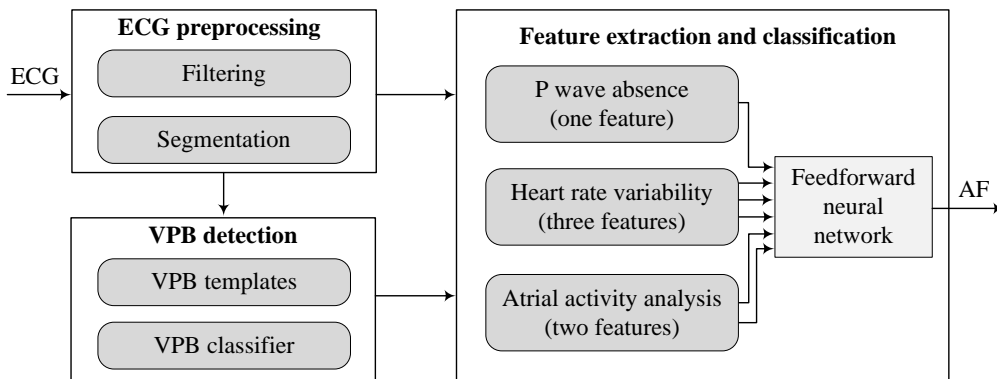 ECG
ECG preprocessing
Filtering
Segmentation
VPB detection
VPB templates
VPB classifier
Feature extraction and classification
P wave absence
(one feature)
Heart rate variability
(three features)
Atrial activity analysis
(two features)
Feedforward
neural
network
AF